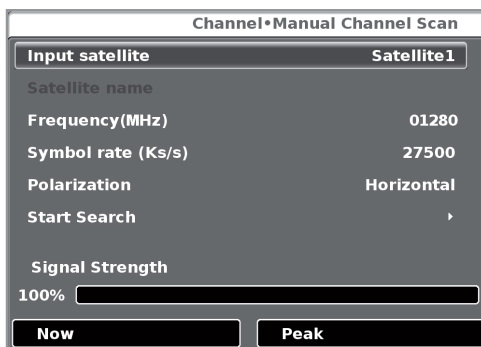 Channel•Manual Channel Scan
Input satellite Satellite1
Satellite name
Frequency(MHz) 01280
Symbol rate (Ks/s) 27500
Polarization Horizontal
Start Search
Signal Strength
100%
Now Peak